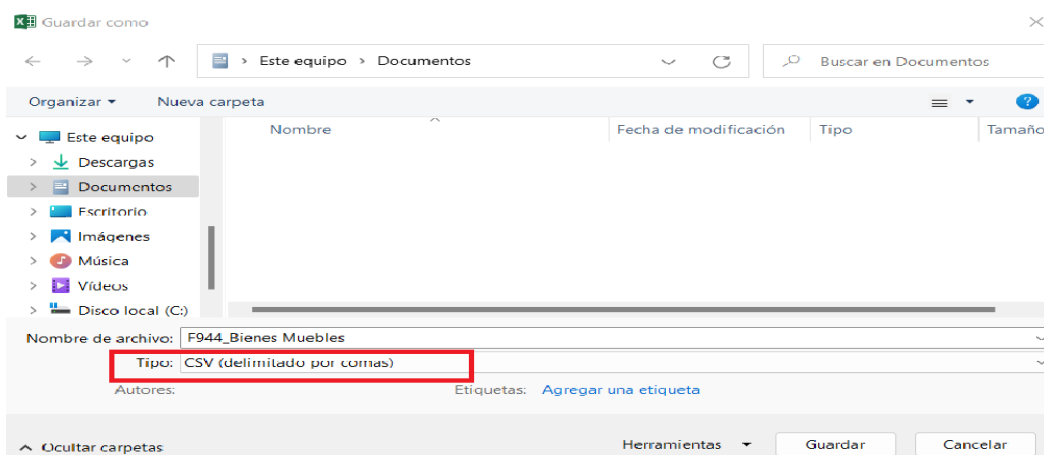 Guardar como
Este equipo > Documentos
Buscar en Documentos
Organizar
Nueva carpeta
Nombre
Fecha de modificación
Tipo
Tamaño
Este equipo
Descargas
Documentos
Escritorio
Imágenes
Música
Vídeos
Disco local (C:)
Nombre de archivo: F944_Bienes Muebles
Tipo: CSV (delimitado por comas)
Autores:
Etiquetas: Agregar una etiqueta
Ocultar carpetas
Herramientas
Guardar
Cancelar